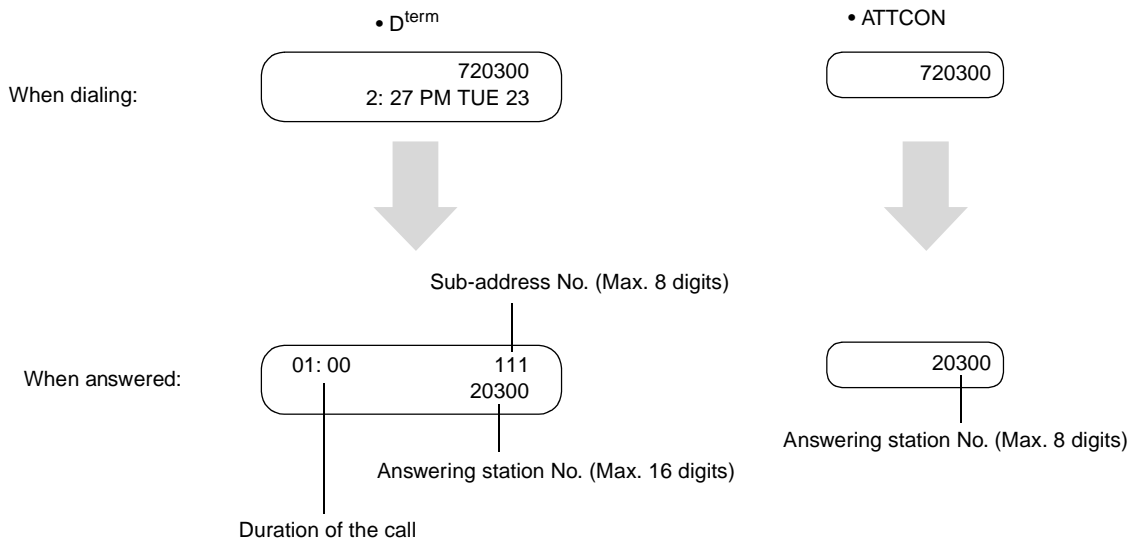 • Dterm
• ATTCON
When dialing:
720300
2: 27 PM TUE 23
720300
Sub-address No. (Max. 8 digits)
When answered:
01: 00 111
20300
20300
Answering station No. (Max. 16 digits)
Answering station No. (Max. 8 digits)
Duration of the call